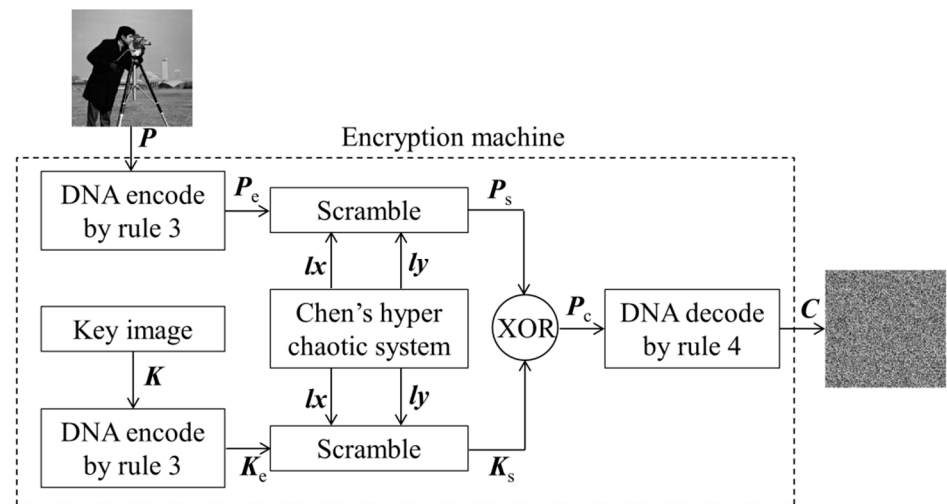 P
Encryption machine
DNA encode
by rule 3
Pe
Scramble
Ps
lx
ly
Key image
Chen's hyper
chaotic system
XOR
Pc
DNA decode
by rule 4
C
K
lx
ly
DNA encode
by rule 3
Ke
Scramble
Ks